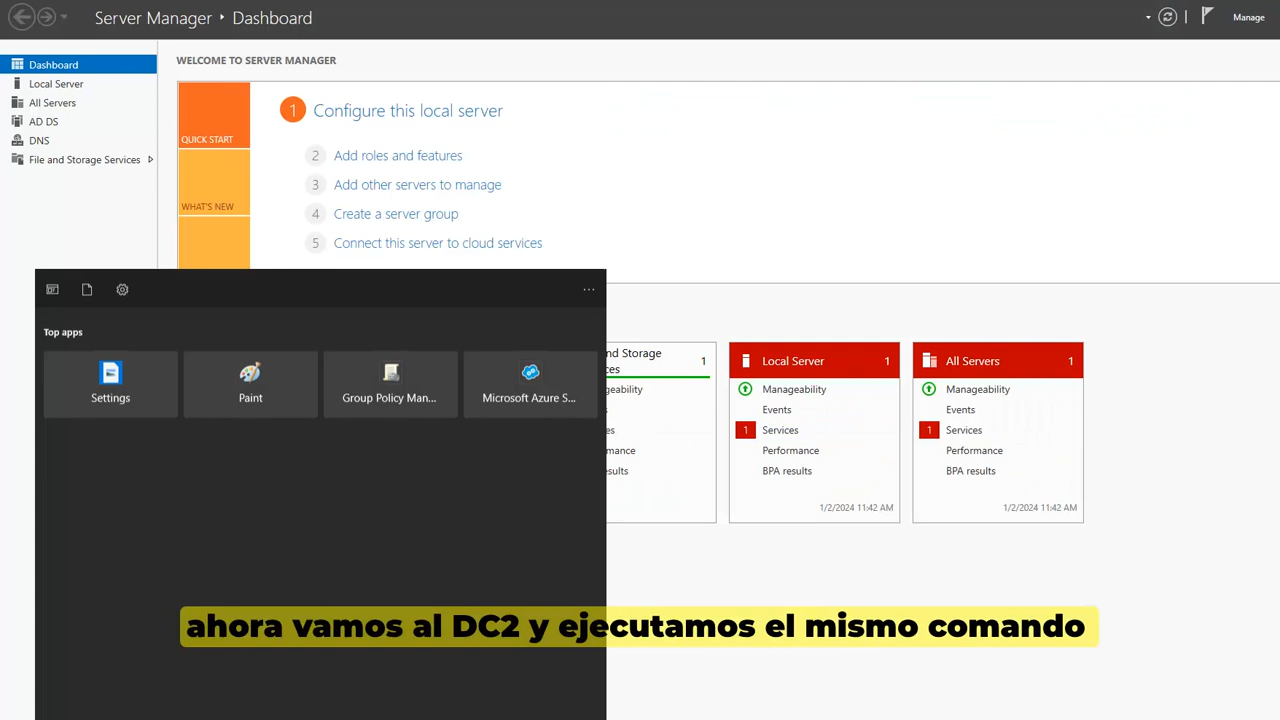 Server Manager ‣ Dashboard
Manage
Dashboard
Local Server
All Servers
AD DS
DNS
File and Storage Services
WELCOME TO SERVER MANAGER
QUICK START
WHAT'S NEW
1 Configure this local server
2 Add roles and features
3 Add other servers to manage
4 Create a server group
5 Connect this server to cloud services
Top apps
Settings
Paint
Group Policy Man...
Microsoft Azure S...
nd Storage 1
ces
geability
mance
sults
Local Server 1
Manageability
Events
1 Services
Performance
BPA results
1/2/2024 11:42 AM
All Servers 1
Manageability
Events
1 Services
Performance
BPA results
1/2/2024 11:42 AM
ahora vamos al DC2 y ejecutamos el mismo comando